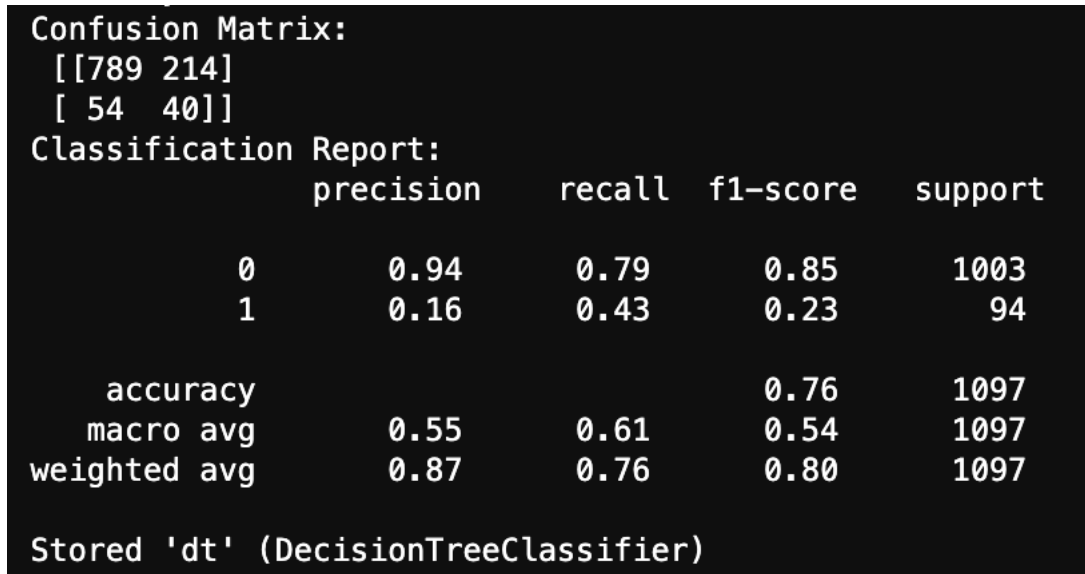 Confusion Matrix:
[[789 214]
[ 54 40]]
Classification Report:
precision recall f1-score support
0 0.94 0.79 0.85 1003
1 0.16 0.43 0.23 94
accuracy 0.76 1097
macro avg 0.55 0.61 0.54 1097
weighted avg 0.87 0.76 0.80 1097
Stored 'dt' (DecisionTreeClassifier)